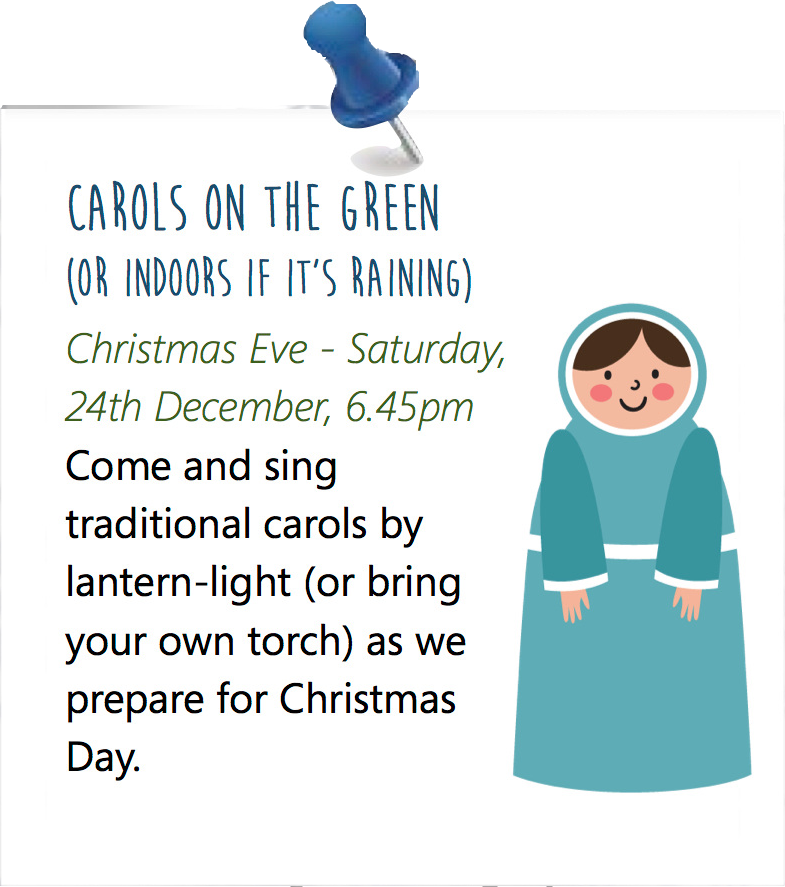 CAROLS ON THE GREEN
(OR INDOORS IF IT'S RAINING)
Christmas Eve - Saturday,
24th December, 6.45pm
Come and sing
traditional carols by
lantern-light (or bring
your own torch) as we
prepare for Christmas
Day.